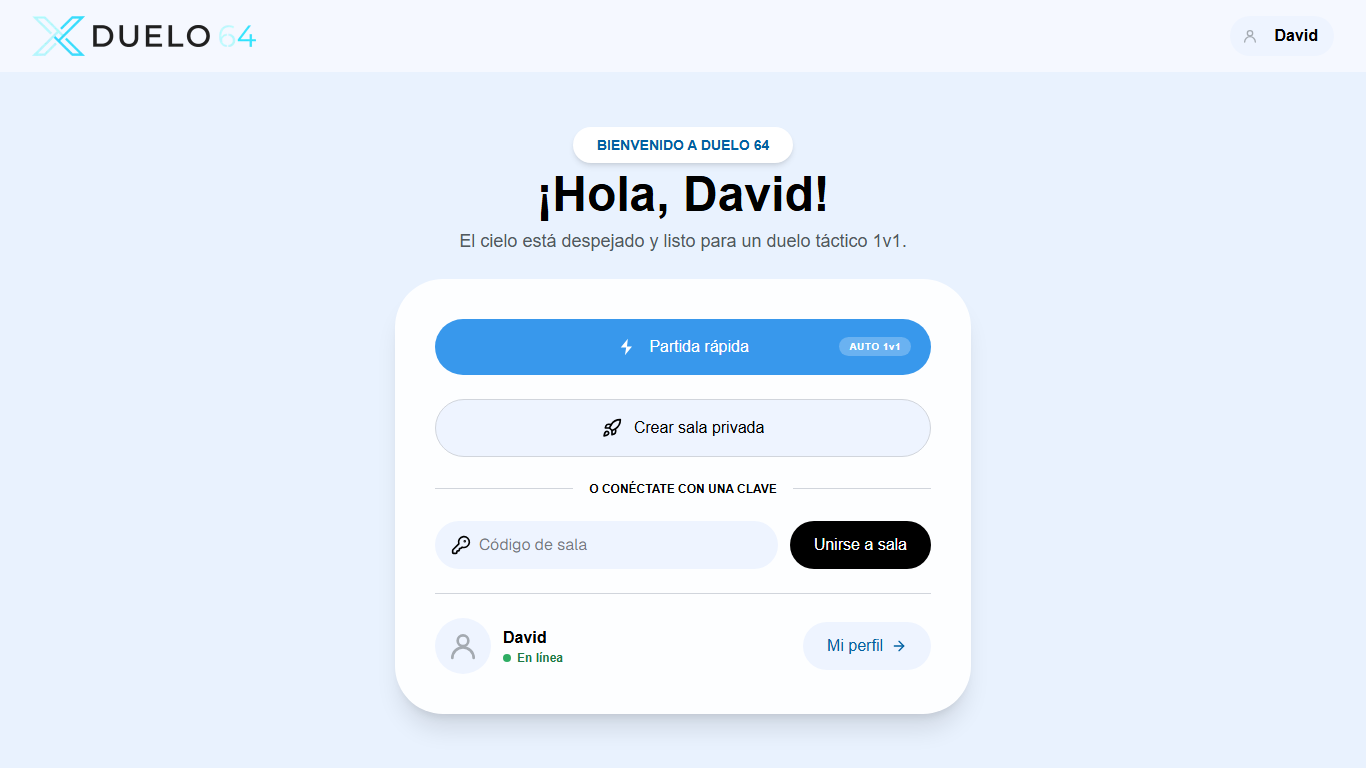 DUELO 64
David
BIENVENIDO A DUELO 64
¡Hola, David!
El cielo está despejado y listo para un duelo táctico 1v1.
Partida rápida
AUTO 1v1
Crear sala privada
O CONÉCTATE CON UNA CLAVE
Código de sala
Unirse a sala
David
En línea
Mi perfil